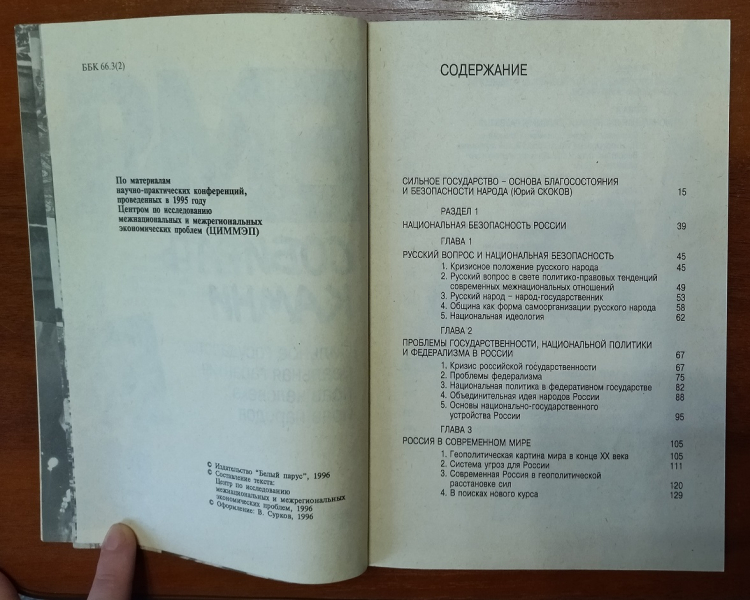 ББК 66.3(2)
По материалам
научно-практических конференций,
проведенных в 1995 году
Центром по исследованию
межнациональных и межрегиональных
экономических проблем (ЦИММЭП)
© Издательство "Белый парус", 1996
© Составление текста:
Центр по исследованию
межнациональных и межрегиональных
экономических проблем, 1996
© Оформление: В. Сурков, 1996
СОДЕРЖАНИЕ
СИЛЬНОЕ ГОСУДАРСТВО – ОСНОВА БЛАГОСОСТОЯНИЯ
И БЕЗОПАСНОСТИ НАРОДА (Юрий СКОКОВ) 15
РАЗДЕЛ 1
НАЦИОНАЛЬНАЯ БЕЗОПАСНОСТЬ РОССИИ 39
ГЛАВА 1
РУССКИЙ ВОПРОС И НАЦИОНАЛЬНАЯ БЕЗОПАСНОСТЬ 45
1. Кризисное положение русского народа 45
2. Русский вопрос в свете политико-правовых тенденций
современных межнациональных отношений 49
3. Русский народ – народ-государственник 53
4. Община как форма самоорганизации русского народа 58
5. Национальная идеология 62
ГЛАВА 2
ПРОБЛЕМЫ ГОСУДАРСТВЕННОСТИ, НАЦИОНАЛЬНОЙ ПОЛИТИКИ
И ФЕДЕРАЛИЗМА В РОССИИ 67
1. Кризис российской государственности 67
2. Проблемы федерализма 75
3. Национальная политика в федеративном государстве 82
4. Объединительная идея народов России 88
5. Основы национально-государственного
устройства России 95
ГЛАВА 3
РОССИЯ В СОВРЕМЕННОМ МИРЕ 105
1. Геополитическая картина мира в конце XX века 105
2. Система угроз для России 111
3. Современная Россия в геополитической
расстановке сил 120
4. В поисках нового курса 129